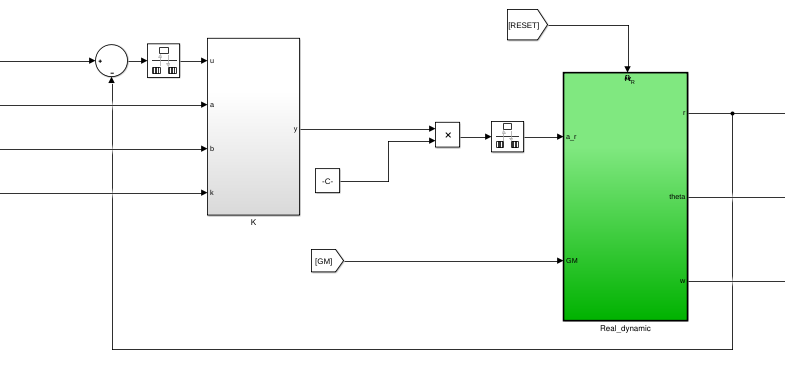 [RESET]
u
a
b
k
y
K
-C-
×
[GM]
a_r
GM
r
theta
w
Real_dynamic